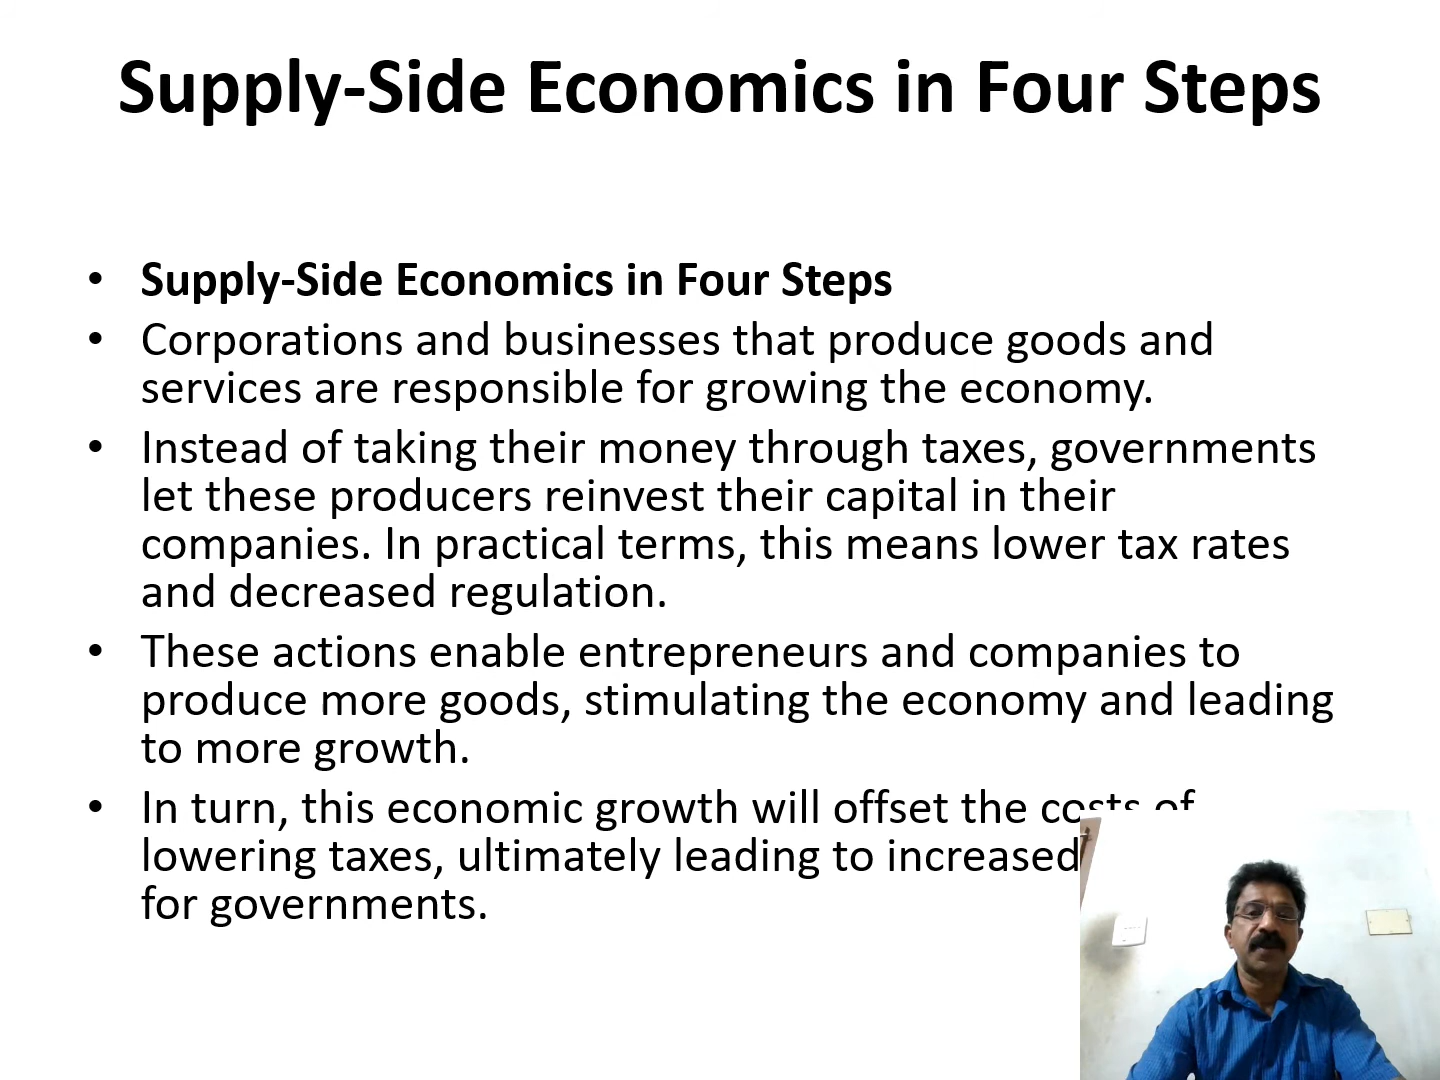 Supply-Side Economics in Four Steps
• Supply-Side Economics in Four Steps
• Corporations and businesses that produce goods and
services are responsible for growing the economy.
• Instead of taking their money through taxes, governments
let these producers reinvest their capital in their
companies. In practical terms, this means lower tax rates
and decreased regulation.
• These actions enable entrepreneurs and companies to
produce more goods, stimulating the economy and leading
to more growth.
• In turn, this economic growth will offset the costs of
lowering taxes, ultimately leading to increased
for governments.